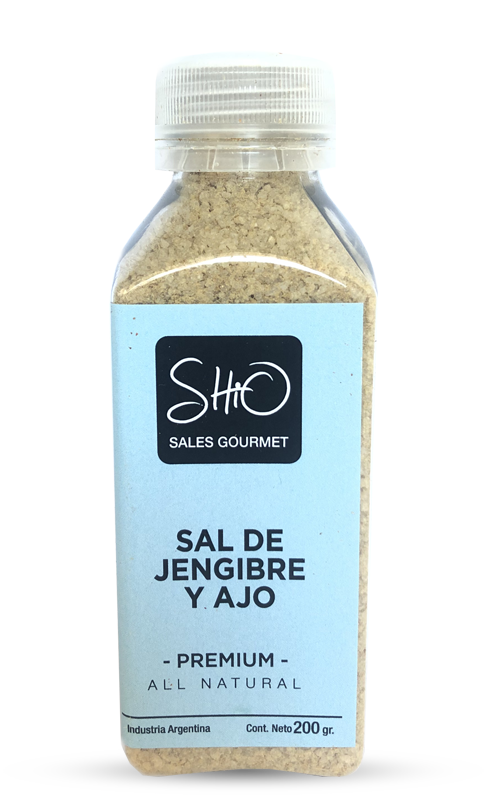 SHIO
SALES GOURMET
SAL DE
JENGIBRE
Y AJO
- PREMIUM -
ALL NATURAL
Industria Argentina Cont. Neto 200 gr.